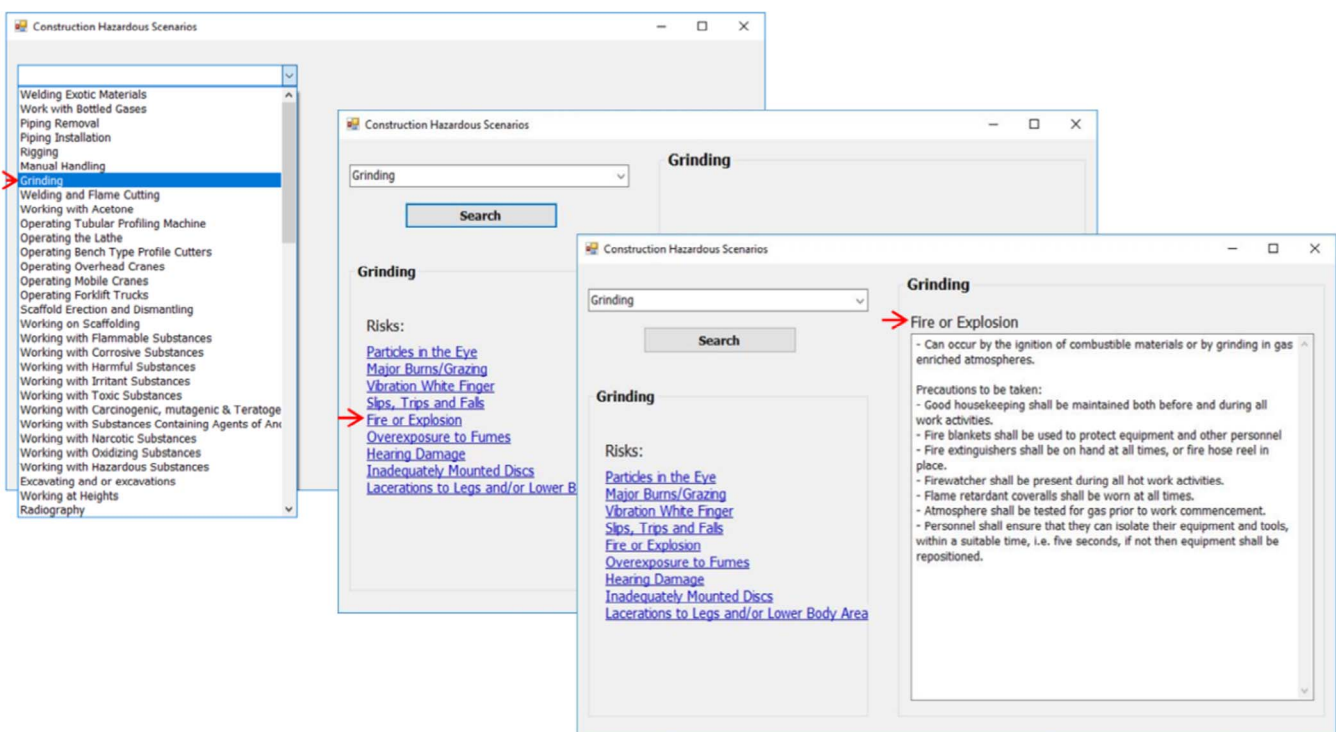 Construction Hazardous Scenarios
Welding Exotic Materials
Work with Bottled Gases
Piping Removal
Piping Installation
Rigging
Manual Handling
Grinding
Welding and Flame Cutting
Working with Acetone
Operating Tubular Profiling Machine
Operating the Lathe
Operating Bench Type Profile Cutters
Operating Overhead Cranes
Operating Mobile Cranes
Operating Forklift Trucks
Scaffold Erection and Dismantling
Working on Scaffolding
Working with Flammable Substances
Working with Corrosive Substances
Working with Harmful Substances
Working with Irritant Substances
Working with Toxic Substances
Working with Carcinogenic, mutagenic & Teratoge
Working with Substances Containing Agents of Anc
Working with Narcotic Substances
Working with Oxidizing Substances
Working with Hazardous Substances
Excavating and or excavations
Working at Heights
Radiography
Construction Hazardous Scenarios
Grinding
Search
Grinding
Risks:
Particles in the Eye
Major Burns/Grazing
Vibration White Finger
Slips, Trips and Falls
Fire or Explosion
Overexposure to Fumes
Hearing Damage
Inadequately Mounted Discs
Lacerations to Legs and/or Lower B
Grinding
Construction Hazardous Scenarios
Grinding
Search
Grinding
Risks:
Particles in the Eye
Major Burns/Grazing
Vibration White Finger
Slips, Trips and Falls
Fire or Explosion
Overexposure to Fumes
Hearing Damage
Inadequately Mounted Discs
Lacerations to Legs and/or Lower Body Area
Grinding
Fire or Explosion
- Can occur by the ignition of combustible materials or by grinding in gas
enriched atmospheres.
Precautions to be taken:
- Good housekeeping shall be maintained both before and during all
work activities.
- Fire blankets shall be used to protect equipment and other personnel
- Fire extinguishers shall be on hand at all times, or fire hose reel in
place.
- Firewatcher shall be present during all hot work activities.
- Flame retardant coveralls shall be worn at all times.
- Atmosphere shall be tested for gas prior to work commencement.
- Personnel shall ensure that they can isolate their equipment and tools,
within a suitable time, i.e. five seconds, if not then equipment shall be
repositioned.